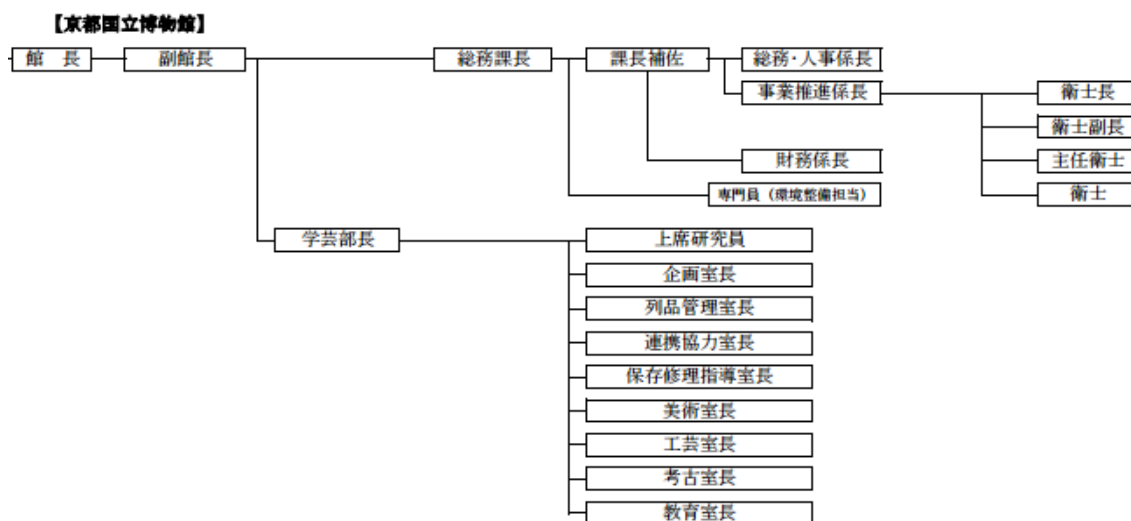 【京都国立博物館】
館　長
副館長
総務課長
課長補佐
総務・人事係長
事業推進係長
衛士長
衛士副長
財務係長
主任衛士
専門員（環境整備担当）
衛士
学芸部長
上席研究員
企画室長
列品管理室長
連携協力室長
保存修理指導室長
美術室長
工芸室長
考古室長
教育室長